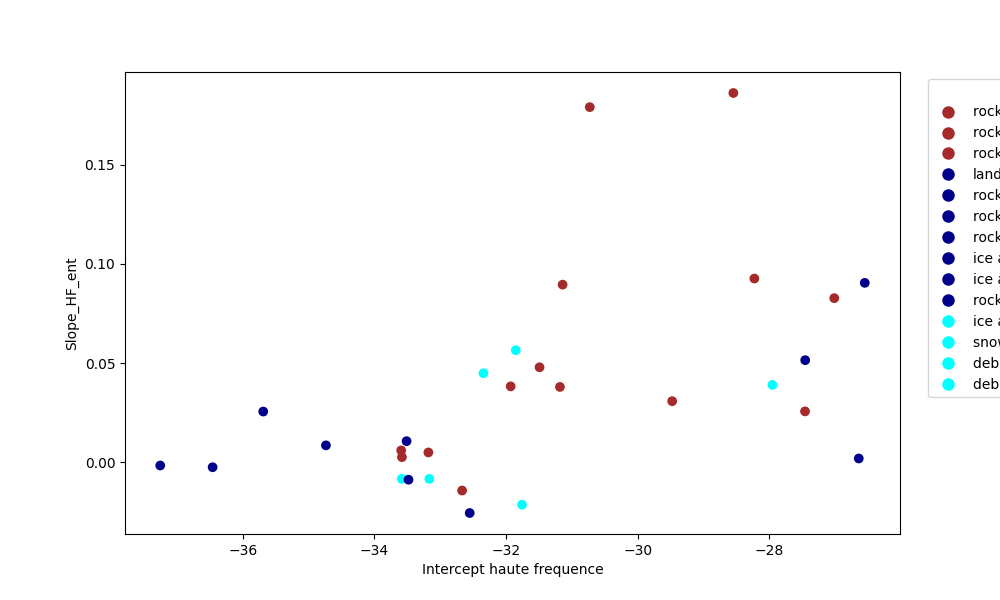 0.15
0.10
0.05
0.00
Slope_HF_ent
−36
−34
−32
−30
−28
Intercept haute frequence
rock
rock
rock
land
rock
rock
rock
ice a
ice a
rock
ice a
snow
deb
deb